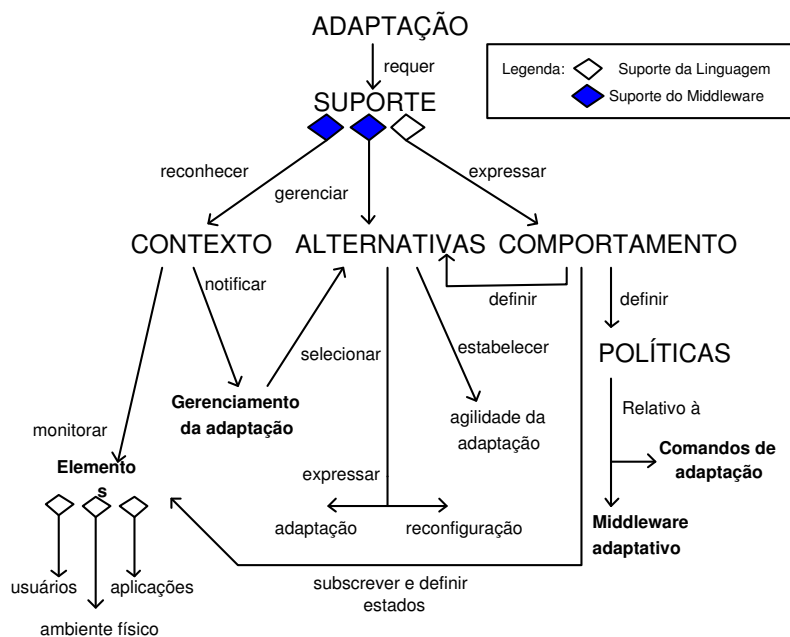 ADAPTAÇÃO
requer
Legenda:
Suporte da Linguagem
Suporte do Middleware
SUPORTE
reconhecer
gerenciar
expressar
CONTEXTO
ALTERNATIVAS
COMPORTAMENTO
notificar
definir
definir
selecionar
estabelecer
POLÍTICAS
Gerenciamento
da adaptação
agilidade da
adaptação
Relativo à
monitorar
Comandos de
adaptação
Elemento
s
expressar
adaptação
reconfiguração
Middleware
adaptativo
usuários
aplicações
subscrever e definir
estados
ambiente físico